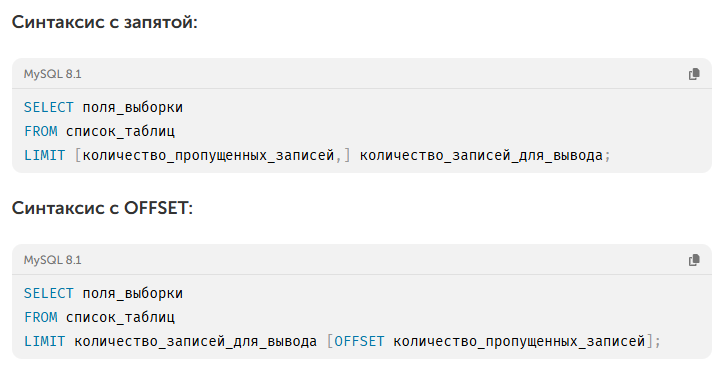 Синтаксис с запятой:
MySQL 8.1
SELECT поля_выборки
FROM список_таблиц
LIMIT [количество_пропущенных_записей,] количество_записей_для_вывода;
Синтаксис с OFFSET:
MySQL 8.1
SELECT поля_выборки
FROM список_таблиц
LIMIT количество_записей_для_вывода [OFFSET количество_пропущенных_записей];